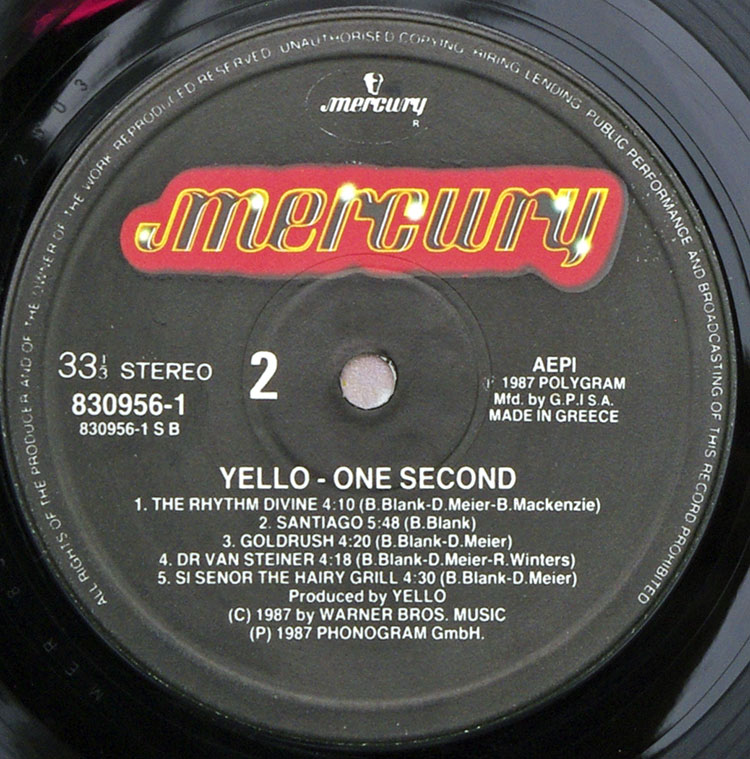 ALL RIGHTS OF THE PRODUCER AND OF THE OWNER OF THE WORK REPRODUCED RESERVED. UNAUTHORISED COPYING, HIRING, LENDING, PUBLIC PERFORMANCE AND BROADCASTING OF THIS RECORD PROHIBITED
mercury
R
mercury
33⅓ STEREO
2
830956-1
830956-1 S B
AEPI
℗ 1987 POLYGRAM
Mfd. by G.P.I S A.
MADE IN GREECE
YELLO - ONE SECOND
1. THE RHYTHM DIVINE 4:10 (B.Blank-D.Meier-B.Mackenzie)
2. SANTIAGO 5:48 (B.Blank)
3. GOLDRUSH 4:20 (B.Blank-D.Meier)
4. DR VAN STEINER 4:18 (B.Blank-D.Meier-R.Winters)
5. SI SENOR THE HAIRY GRILL 4:30 (B.Blank-D.Meier)
Produced by YELLO
(C) 1987 by WARNER BROS. MUSIC
(P) 1987 PHONOGRAM GmbH.